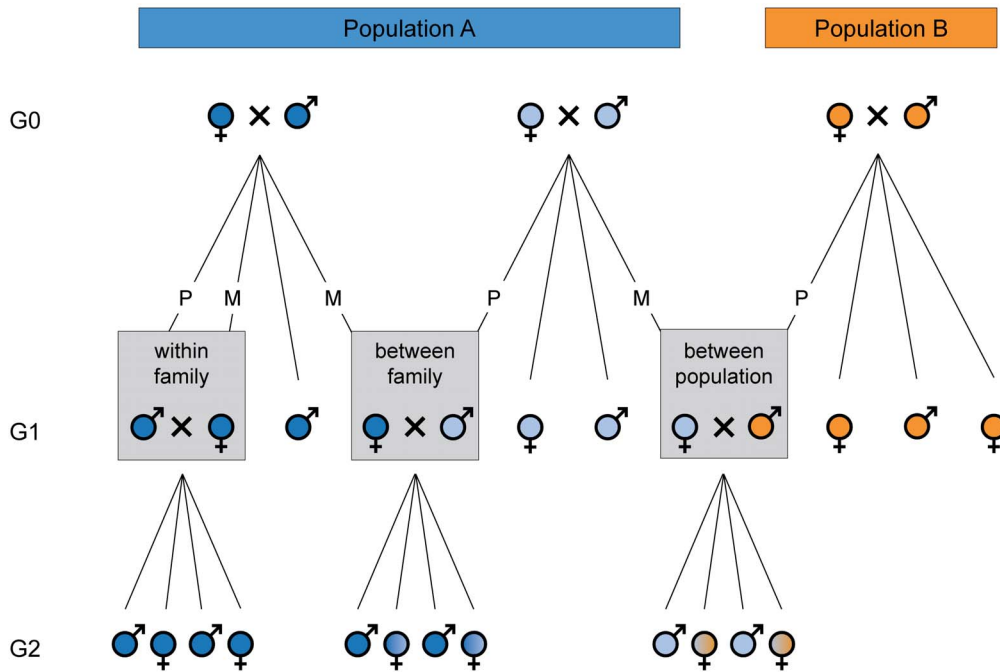 Population A
Population B
G0
P
M
M
P
M
P
within
family
between
family
between
population
G1
G2